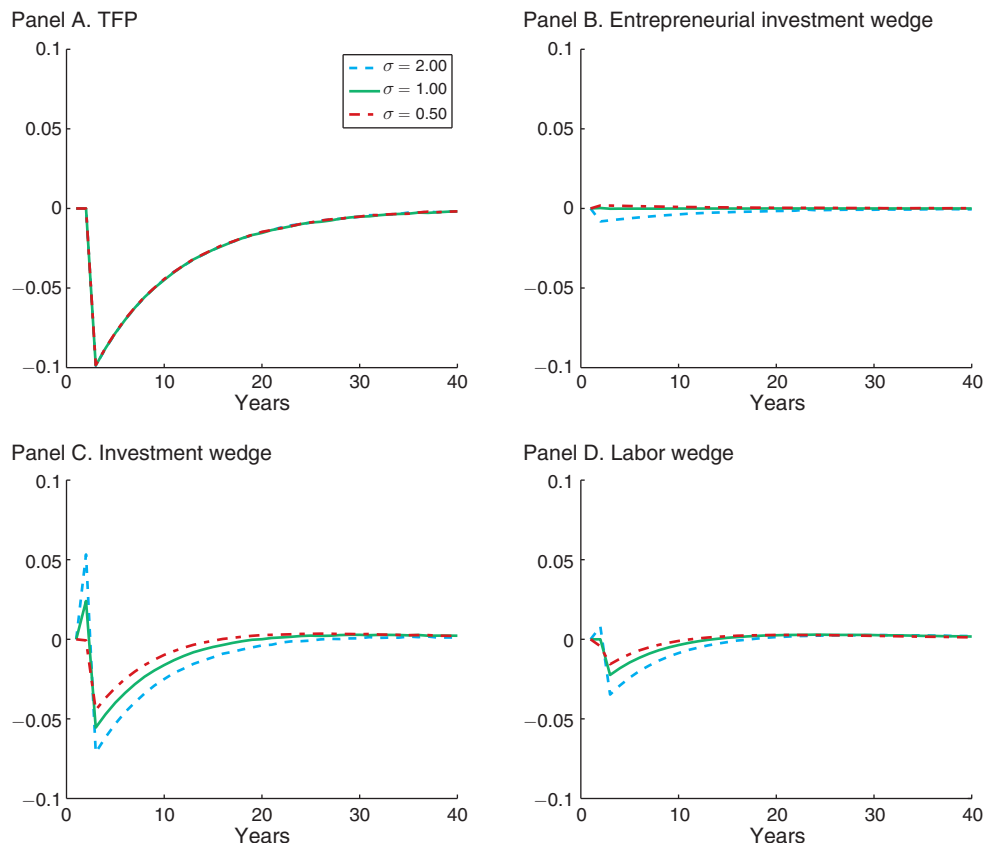 Panel A. TFP
0.1
0.05
0
−0.05
−0.1
0 10 20 30 40
Years
σ = 2.00
σ = 1.00
σ = 0.50
Panel B. Entrepreneurial investment wedge
0.1
0.05
0
−0.05
−0.1
0 10 20 30 40
Years
Panel C. Investment wedge
0.1
0.05
0
−0.05
−0.1
0 10 20 30 40
Years
Panel D. Labor wedge
0.1
0.05
0
−0.05
−0.1
0 10 20 30 40
Years